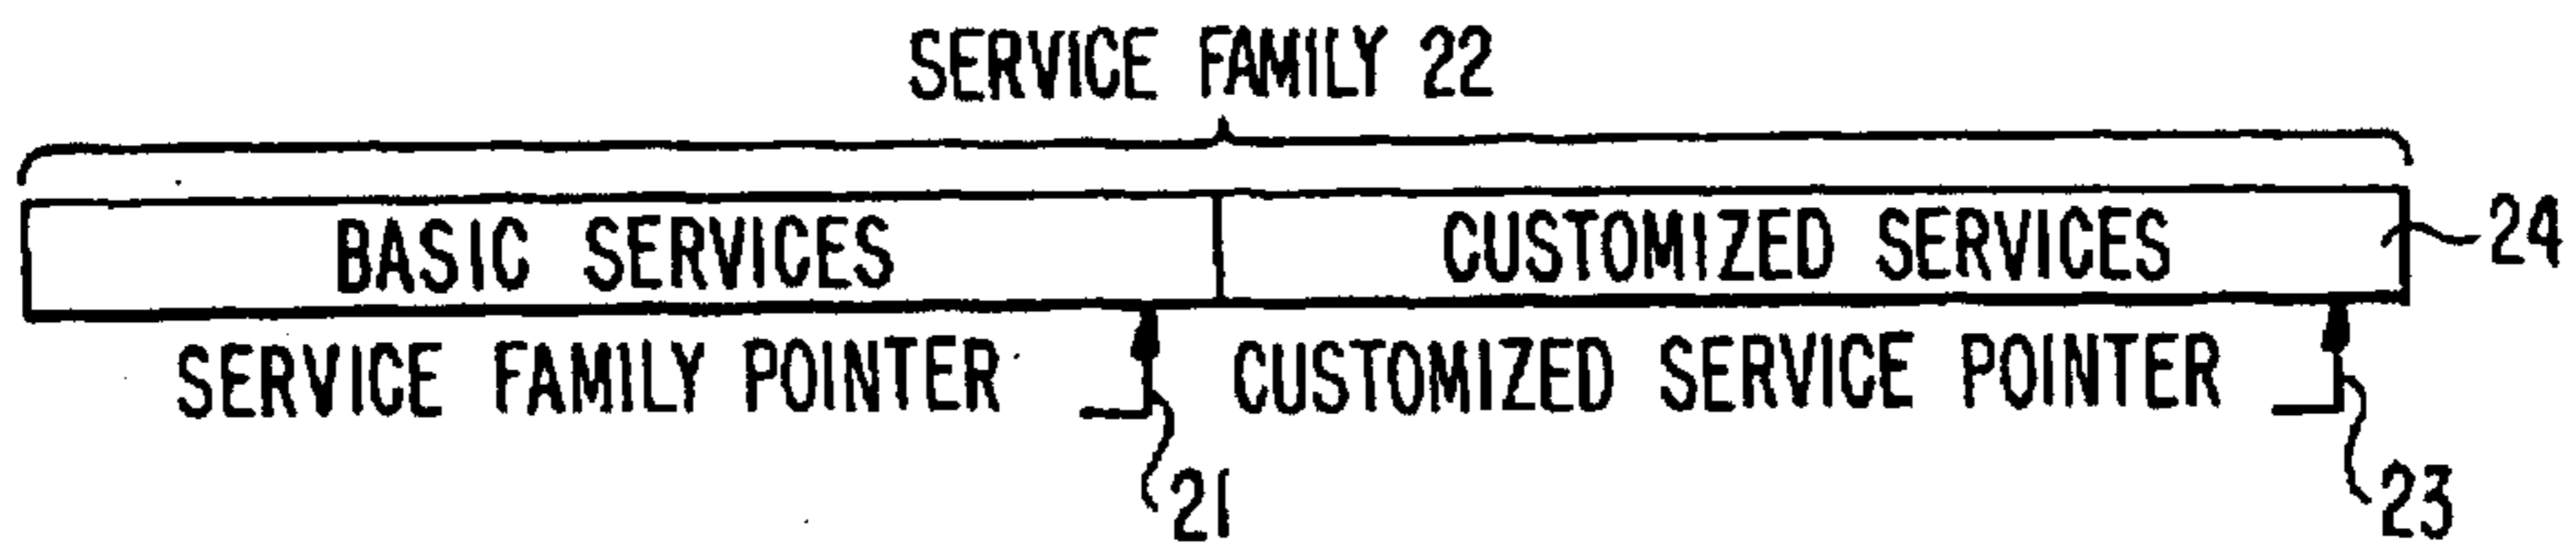 SERVICE FAMILY 22
BASIC SERVICES CUSTOMIZED SERVICES 24
SERVICE FAMILY POINTER CUSTOMIZED SERVICE POINTER
21 23